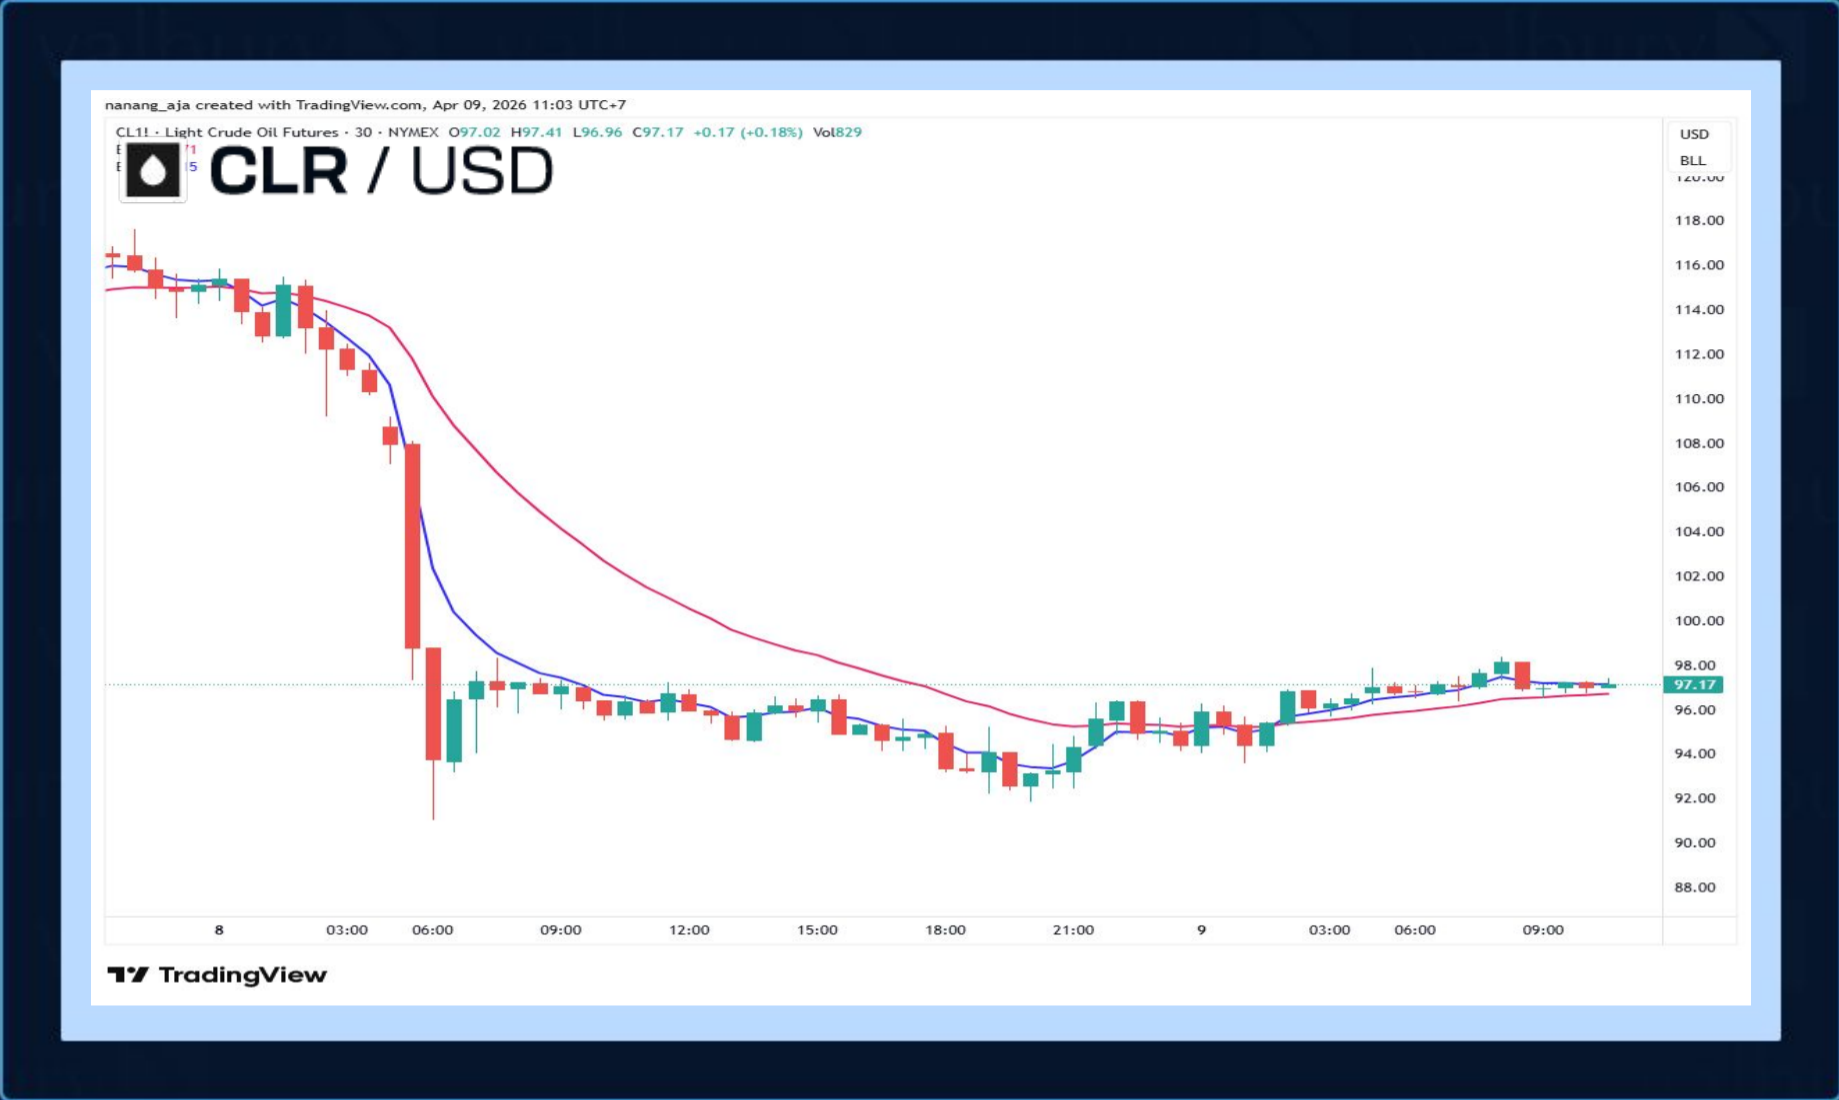 nanang_aja created with TradingView.com, Apr 09, 2026 11:03 UTC+7
CL1! · Light Crude Oil Futures · 30 · NYMEX O97.02 H97.41 L96.96 C97.17 +0.17 (+0.18%) Vol829
CLR / USD
USD
BLL
120.00
118.00
116.00
114.00
112.00
110.00
108.00
106.00
104.00
102.00
100.00
98.00
97.17
96.00
94.00
92.00
90.00
88.00
8 03:00 06:00 09:00 12:00 15:00 18:00 21:00 9 03:00 06:00 09:00
TradingView